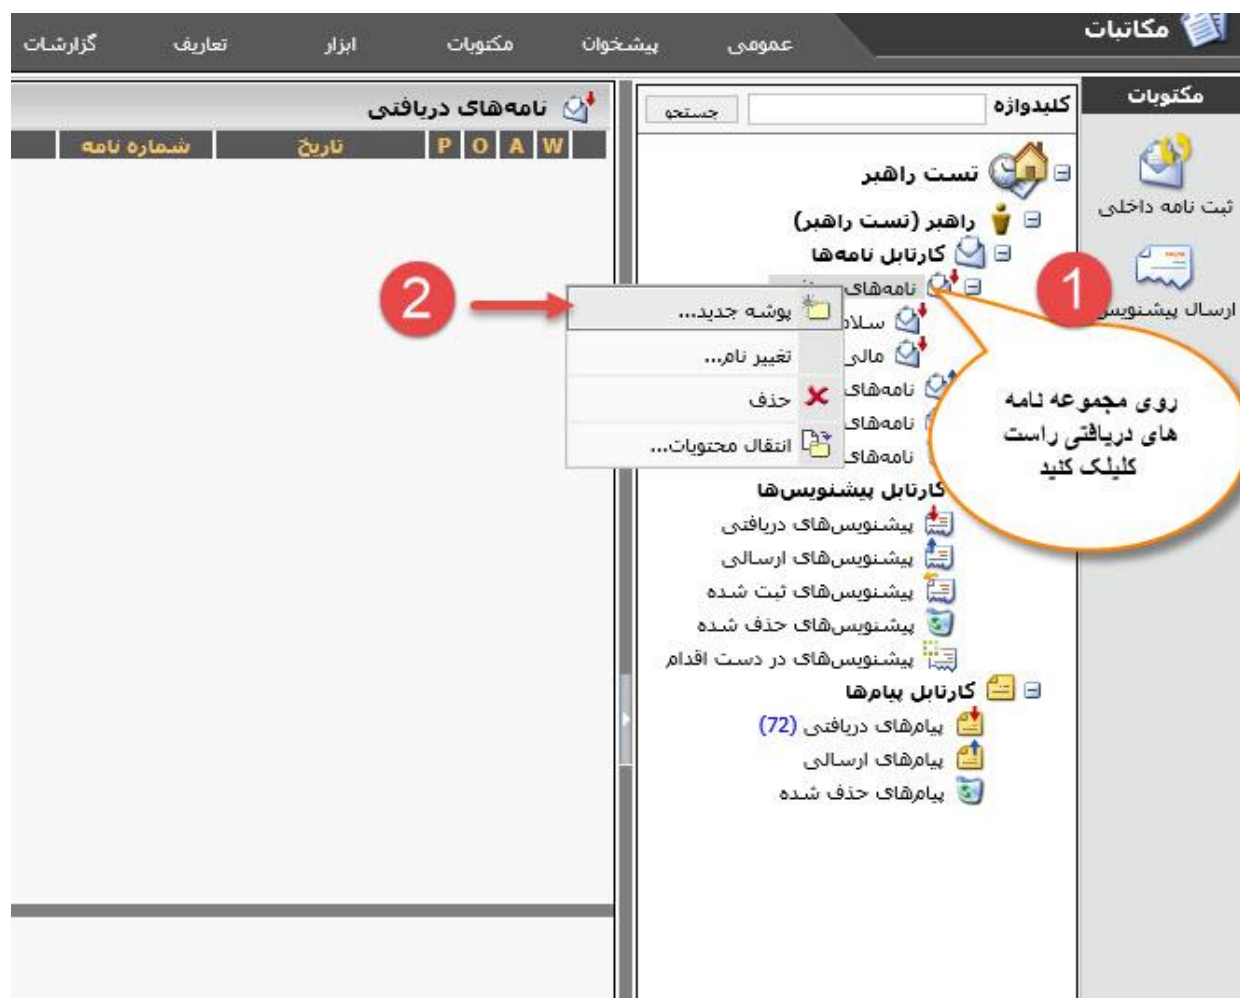 مکاتبات
عمومی
پیشخوان
مکتوبات
ابزار
تعاریف
گزارشات
مکتوبات
ثبت نامه داخلی
ارسال پیشنویس
کلیدواژه
جستجو
تست راهبر
راهبر (تست راهبر)
کارتابل نامه‌ها
نامه‌های
سلا
مالی
نامه‌های
نامه‌های
نامه‌های
کارتابل پیشنویس‌ها
پیشنویس‌های دریافتی
پیشنویس‌های ارسالی
پیشنویس‌های ثبت شده
پیشنویس‌های حذف شده
پیشنویس‌های در دست اقدام
کارتابل پیام‌ها
پیام‌های دریافتی (72)
پیام‌های ارسالی
پیام‌های حذف شده
1
روی مجموعه نامه
های دریافتی راست
کلیلک کنید
2
پوشه جدید...
تغییر نام...
حذف
انتقال محتویات...
نامه‌های دریافتی
W A O P تاریخ شماره نامه